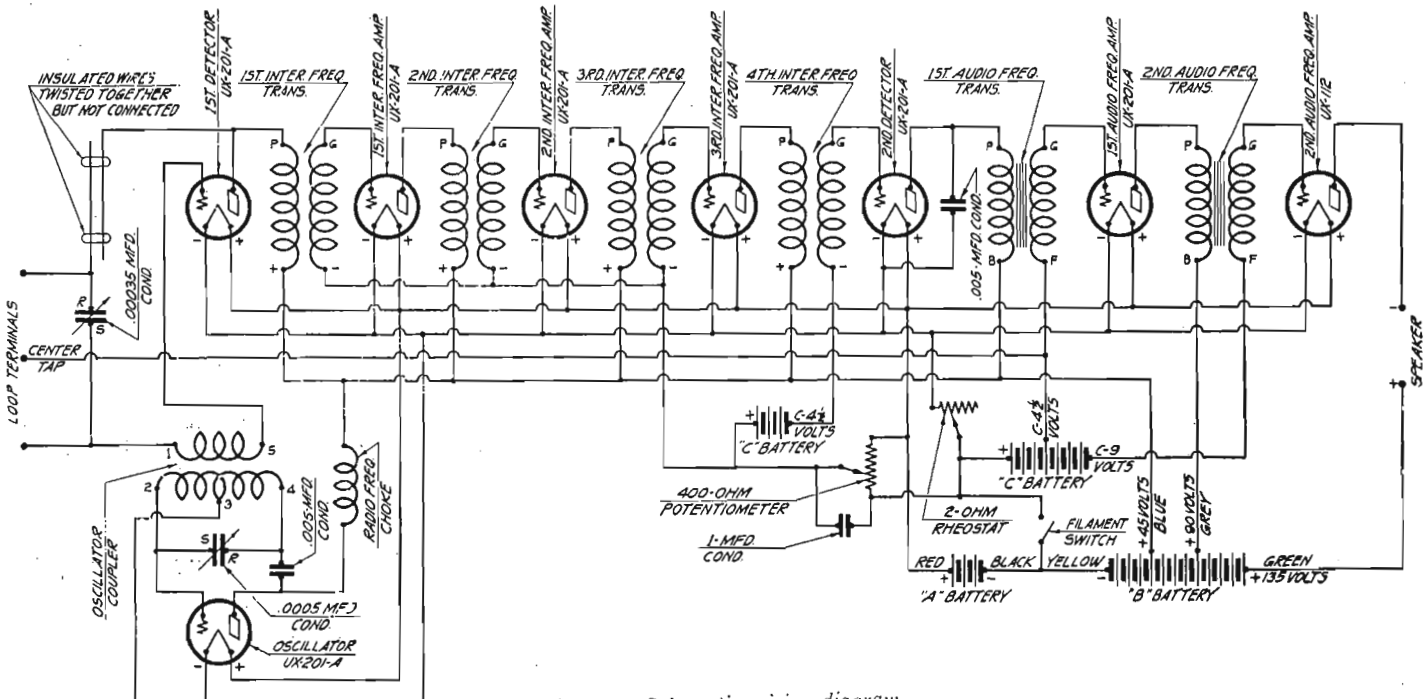 INSULATED WIRES
TWISTED TOGETHER
BUT NOT CONNECTED
1ST. DETECTOR
UX-201-A
1ST. INTER. FREQ.
TRANS.
1ST. INTER. FREQ. AMP.
UX-201-A
2ND. INTER. FREQ.
TRANS.
2ND. INTER. FREQ. AMP.
UX-201-A
3RD. INTER. FREQ.
TRANS.
3RD. INTER. FREQ. AMP.
UX-201-A
4TH. INTER. FREQ.
TRANS.
2ND. DETECTOR
UX-201-A
1ST. AUDIO FREQ.
TRANS.
1ST. AUDIO FREQ. AMP.
UX-201-A
2ND. AUDIO FREQ.
TRANS.
2ND. AUDIO FREQ. AMP.
UX-112
P G
P G
P G
P G
P G
P G
- +
- +
- +
- +
- +
- +
- +
+ -
+ -
+ -
+ -
B F
B F
.005-MFD. COND.
.00035 MFD.
COND.
R
S
LOOP TERMINALS
CENTER
TAP
- SPEAKER +
1 5
2 3 4
OSCILLATOR
COUPLER
S
R
.005-MFD.
COND.
RADIO FREQ.
CHOKE
.0005 MFD
COND.
OSCILLATOR
UX-201-A
- +
+ C-4½
VOLTS
"C" BATTERY
400-OHM
POTENTIOMETER
1-MFD.
COND.
2-OHM
RHEOSTAT
C-4½
VOLTS
+ C-9
VOLTS
"C" BATTERY
FILAMENT
SWITCH
+45 VOLTS
BLUE
+90 VOLTS
GREY
RED + - BLACK YELLOW - GREEN
+135 VOLTS
"A" BATTERY
"B" BATTERY